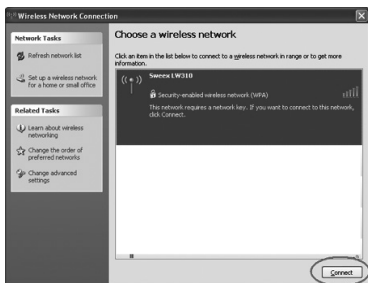 Wireless Network Connection
Network Tasks
Refresh network list
Set up a wireless network
for a home or small office
Related Tasks
Learn about wireless
networking
Change the order of
preferred networks
Change advanced
settings
Choose a wireless network
Click an item in the list below to connect to a wireless network in range or to get more
information.
Sweex LW310
Security-enabled wireless network (WPA)
This network requires a network key. If you want to connect to this network,
click Connect.
Connect